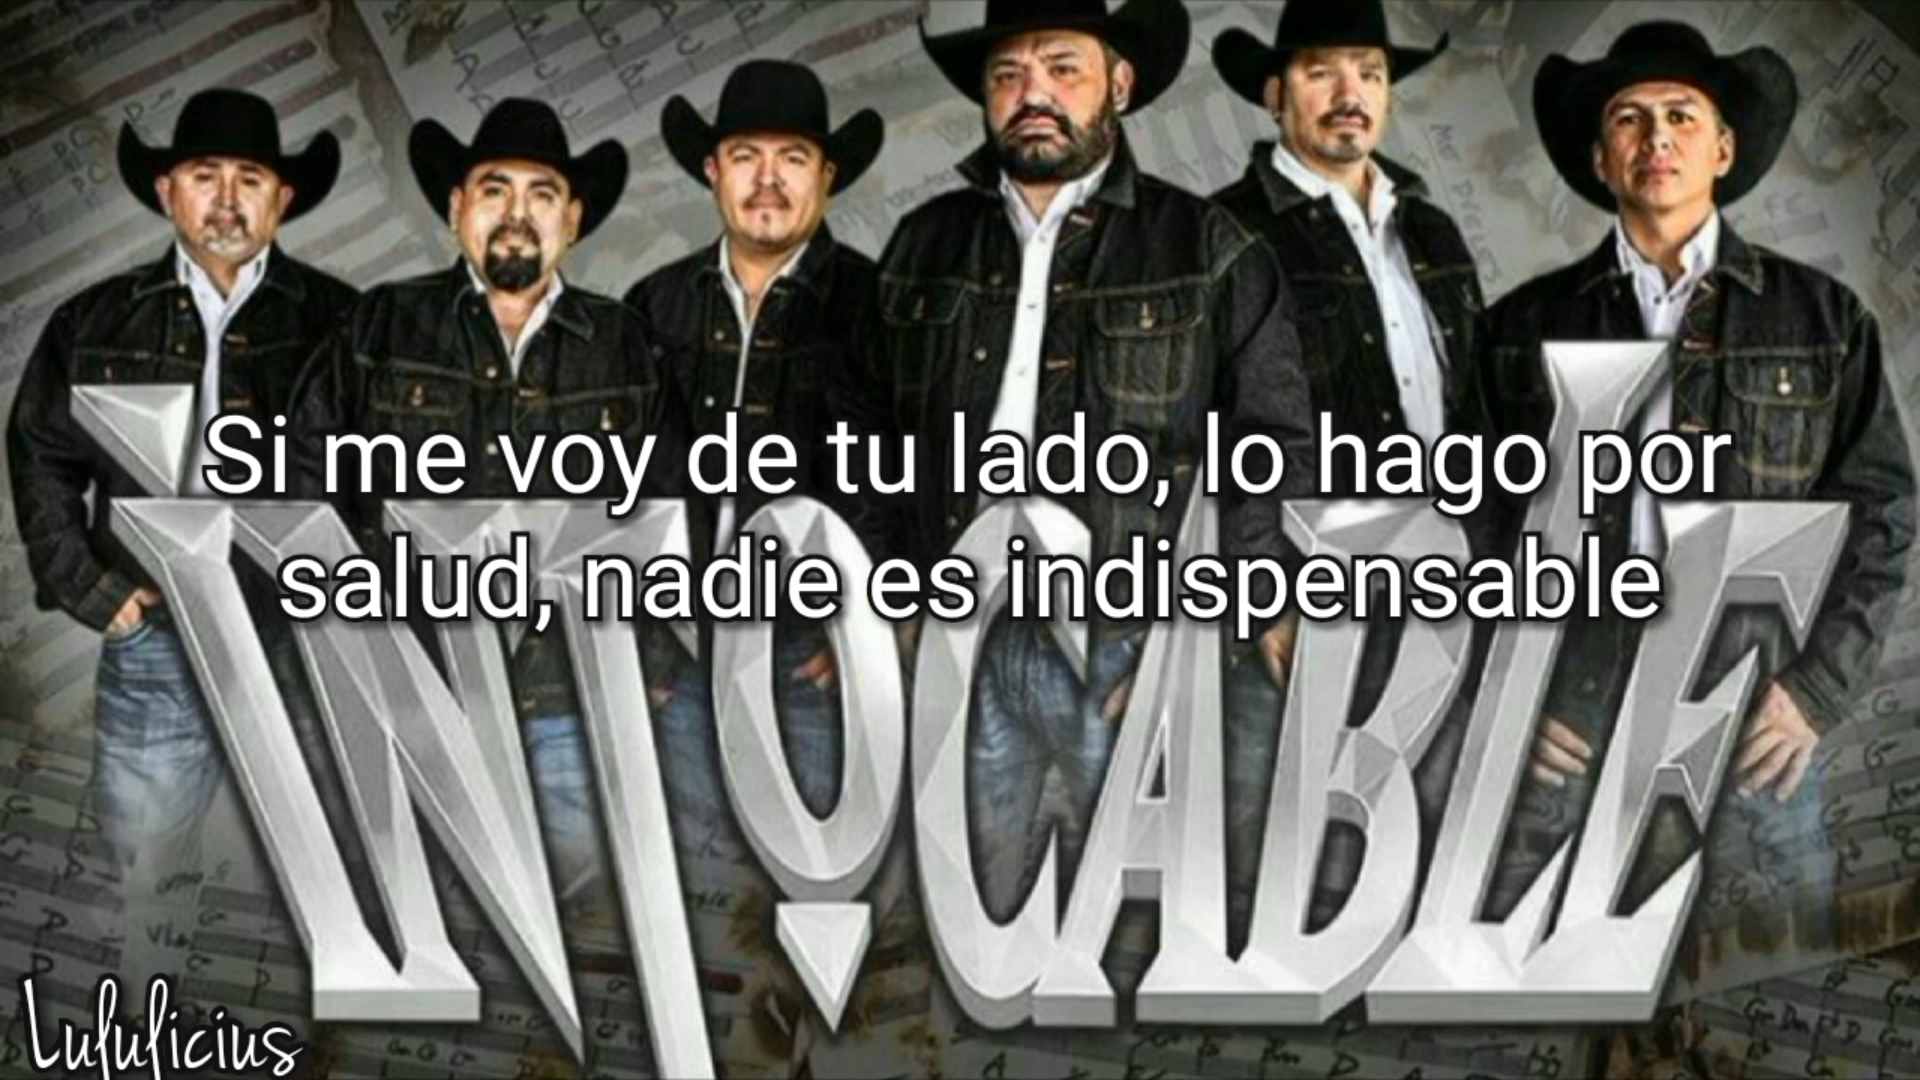 Si me voy de tu lado, lo hago por
salud, nadie es indispensable
INTOCABLE
Lululicius